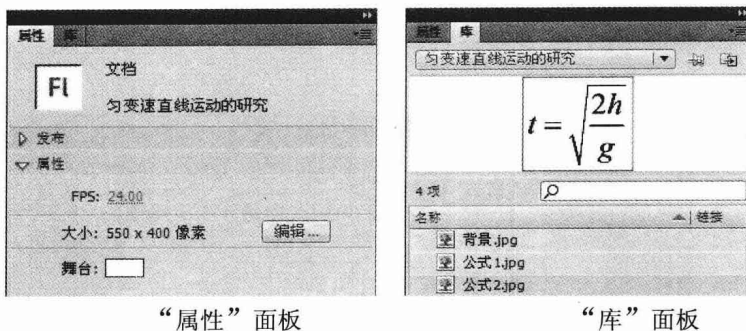 属性 库
Fl
文档
匀变速直线运动的研究
发布
属性
FPS: 24.00
大小: 550 x 400 像素 编辑...
舞台:
“属性”面板
属性 库
匀变速直线运动的研究
t = √(2h/g)
4 项
名称 链接
背景.jpg
公式1.jpg
公式2.jpg
“库”面板